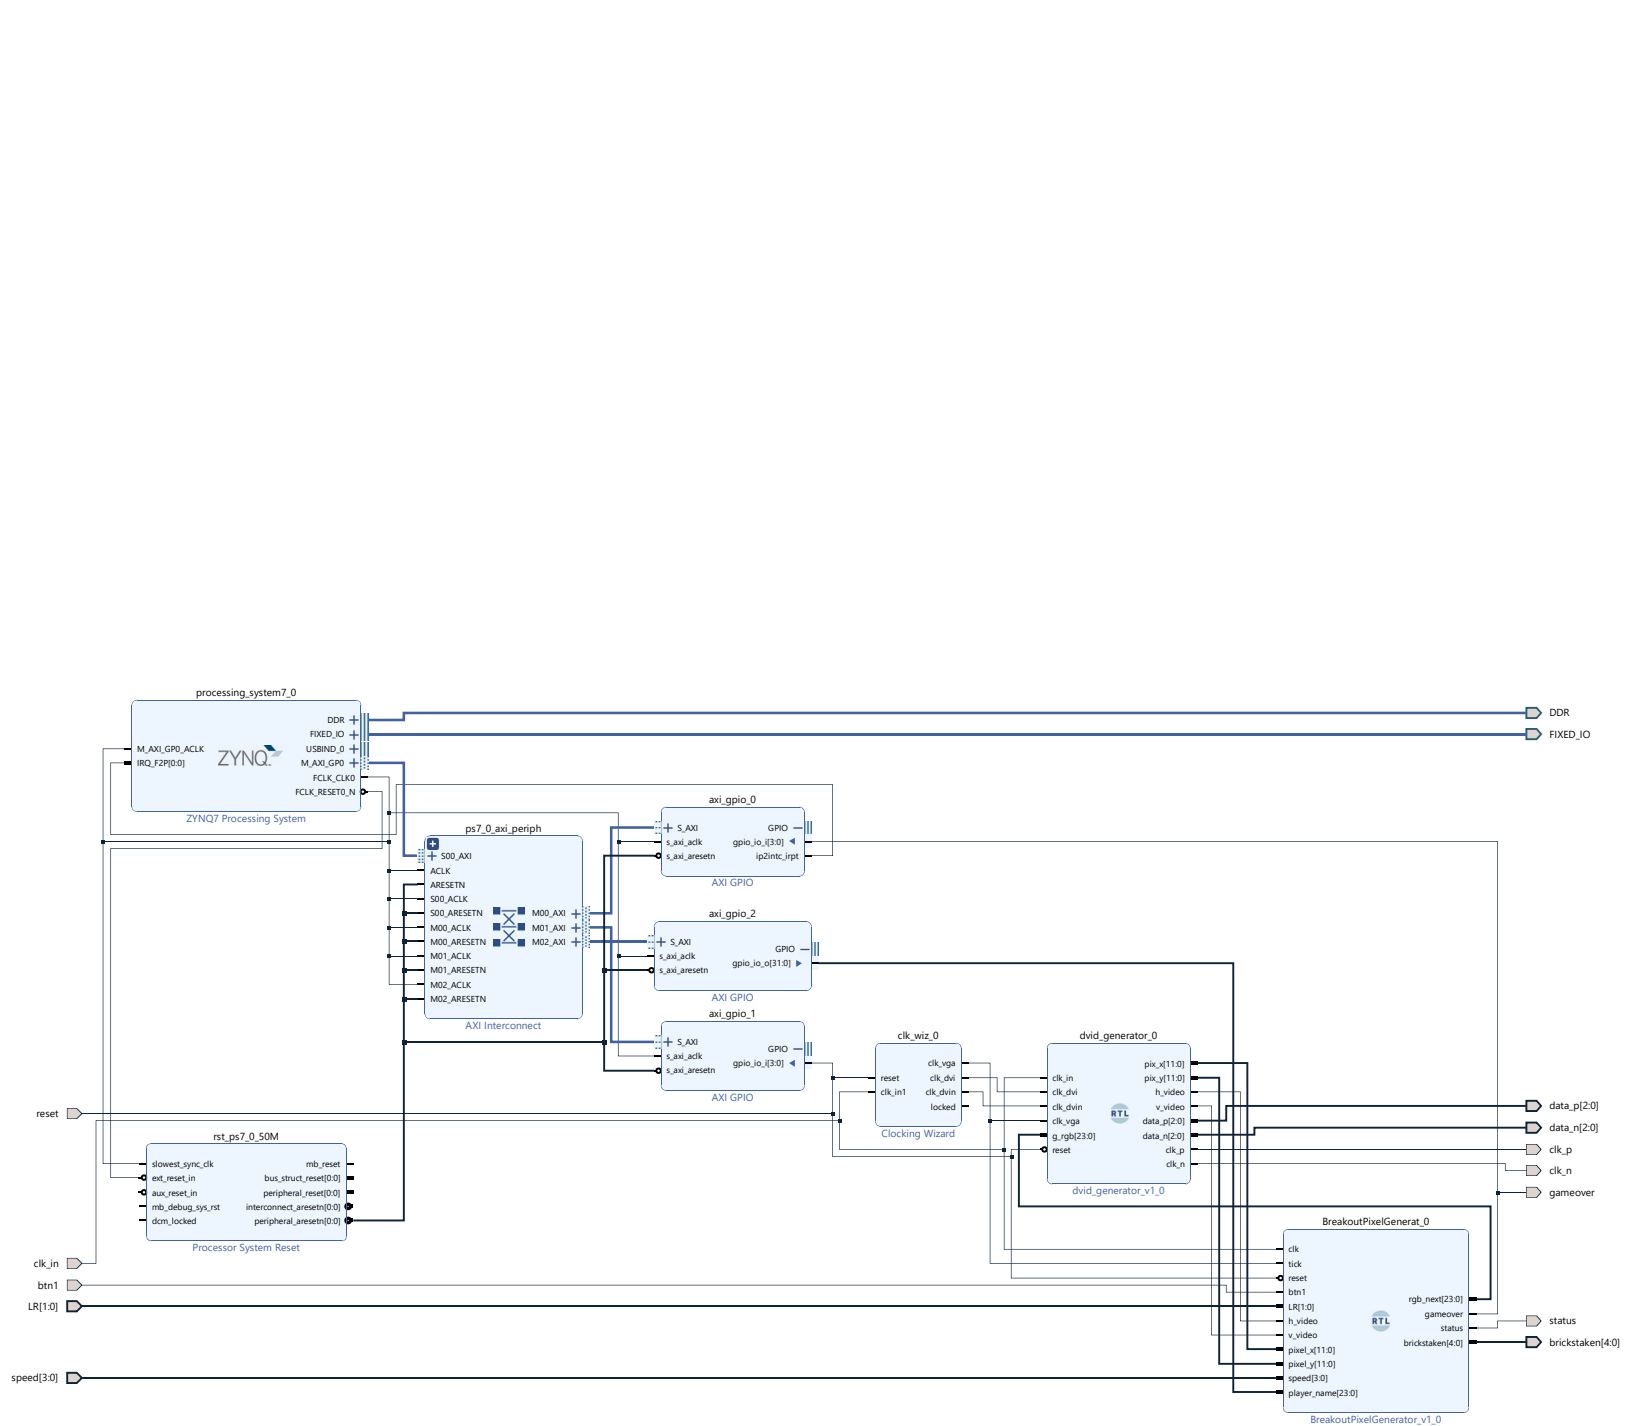 processing_system7_0
DDR
FIXED_IO
USBIND_0
M_AXI_GP0
FCLK_CLK0
FCLK_RESET0_N
M_AXI_GP0_ACLK
IRQ_F2P[0:0]
ZYNQ
ZYNQ7 Processing System
DDR
FIXED_IO
ps7_0_axi_periph
S00_AXI
ACLK
ARESETN
S00_ACLK
S00_ARESETN
M00_ACLK
M00_ARESETN
M01_ACLK
M01_ARESETN
M02_ACLK
M02_ARESETN
M00_AXI
M01_AXI
M02_AXI
AXI Interconnect
axi_gpio_0
S_AXI
s_axi_aclk
s_axi_aresetn
GPIO
gpio_io_i[3:0]
ip2intc_irpt
AXI GPIO
axi_gpio_2
S_AXI
s_axi_aclk
s_axi_aresetn
GPIO
gpio_io_o[31:0]
AXI GPIO
axi_gpio_1
S_AXI
s_axi_aclk
s_axi_aresetn
GPIO
gpio_io_i[3:0]
AXI GPIO
clk_wiz_0
reset
clk_in1
clk_vga
clk_dvi
clk_dvin
locked
Clocking Wizard
dvid_generator_0
clk_in
clk_dvi
clk_dvin
clk_vga
g_rgb[23:0]
reset
RTL
pix_x[11:0]
pix_y[11:0]
h_video
v_video
data_p[2:0]
data_n[2:0]
clk_p
clk_n
dvid_generator_v1_0
data_p[2:0]
data_n[2:0]
clk_p
clk_n
gameover
reset
rst_ps7_0_50M
slowest_sync_clk
ext_reset_in
aux_reset_in
mb_debug_sys_rst
dcm_locked
mb_reset
bus_struct_reset[0:0]
peripheral_reset[0:0]
interconnect_aresetn[0:0]
peripheral_aresetn[0:0]
Processor System Reset
clk_in
btn1
LR[1:0]
speed[3:0]
BreakoutPixelGenerat_0
clk
tick
reset
btn1
LR[1:0]
h_video
v_video
pixel_x[11:0]
pixel_y[11:0]
speed[3:0]
player_name[23:0]
RTL
rgb_next[23:0]
gameover
status
brickstaken[4:0]
BreakoutPixelGenerator_v1_0
status
brickstaken[4:0]